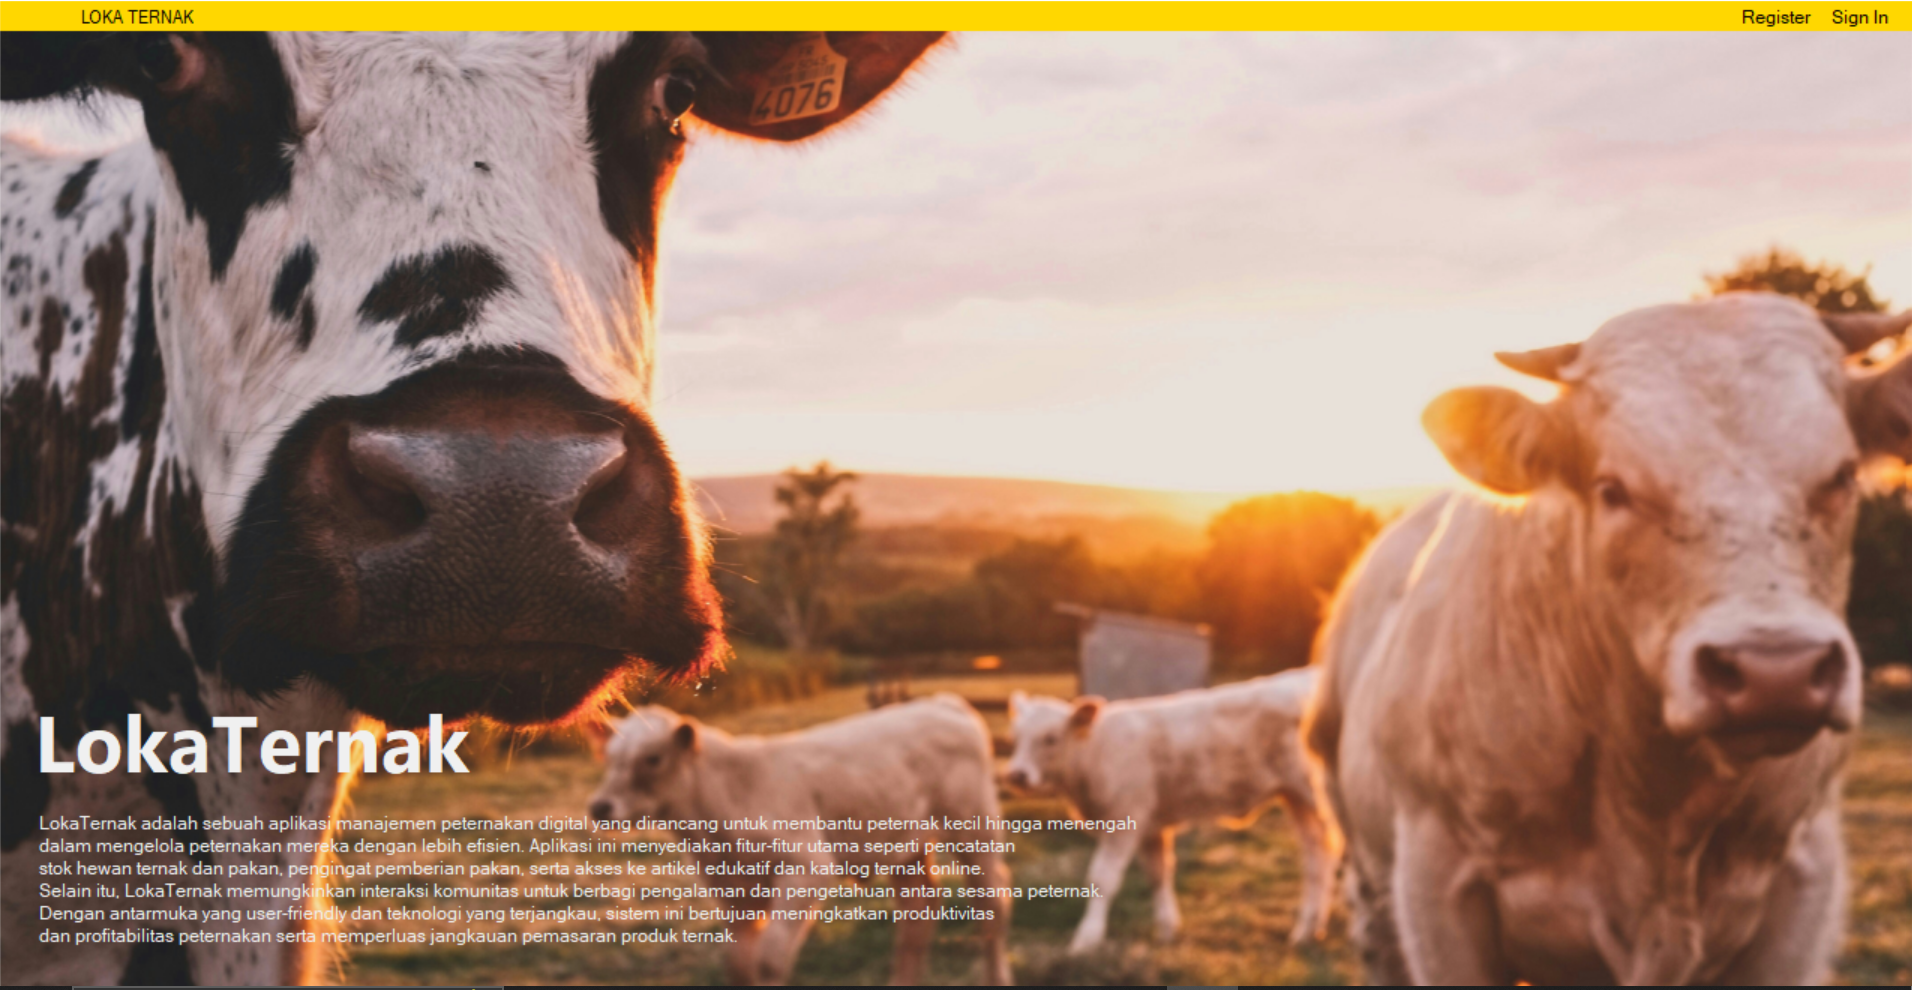 LOKA TERNAK
Register Sign In
4076
LokaTernak
LokaTernak adalah sebuah aplikasi manajemen peternakan digital yang dirancang untuk membantu peternak kecil hingga menengah
dalam mengelola peternakan mereka dengan lebih efisien. Aplikasi ini menyediakan fitur-fitur utama seperti pencatatan
stok hewan ternak dan pakan, pengingat pemberian pakan, serta akses ke artikel edukatif dan katalog ternak online.
Selain itu, LokaTernak memungkinkan interaksi komunitas untuk berbagi pengalaman dan pengetahuan antara sesama peternak.
Dengan antarmuka yang user-friendly dan teknologi yang terjangkau, sistem ini bertujuan meningkatkan produktivitas
dan profitabilitas peternakan serta memperluas jangkauan pemasaran produk ternak.